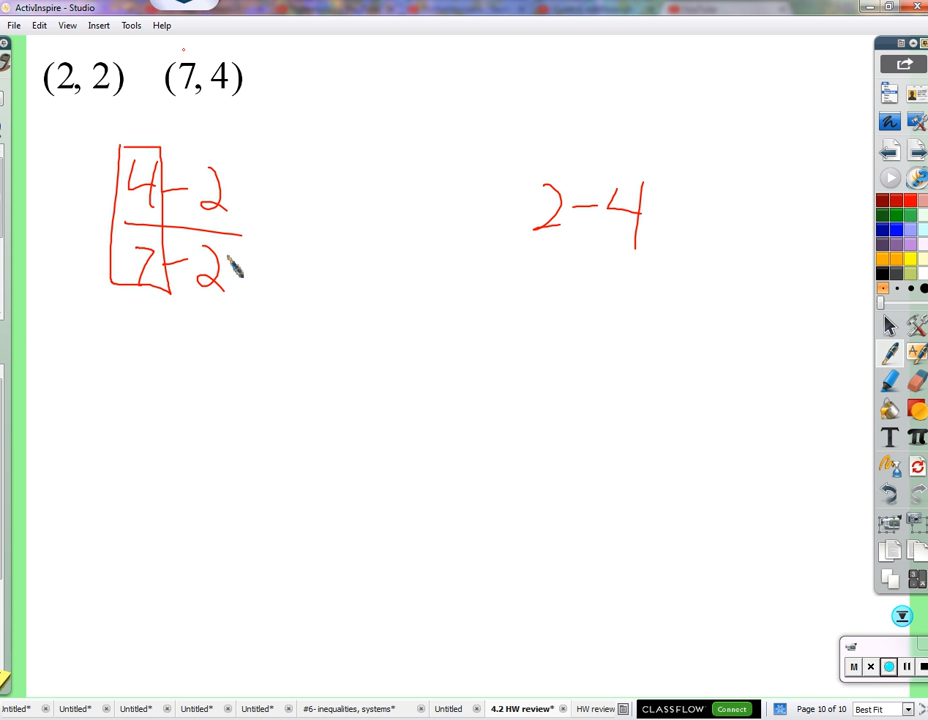 ActivInspire - Studio
File Edit View Insert Tools Help
(2, 2) (7, 4)
4 - 2
7 - 2
2 - 4
T π
M
Untitled* Untitled* Untitled* Untitled* Untitled* #6- inequalities, systems* Untitled 4.2 HW review* HW review
CLASSFLOW Connect
Page 10 of 10 Best Fit